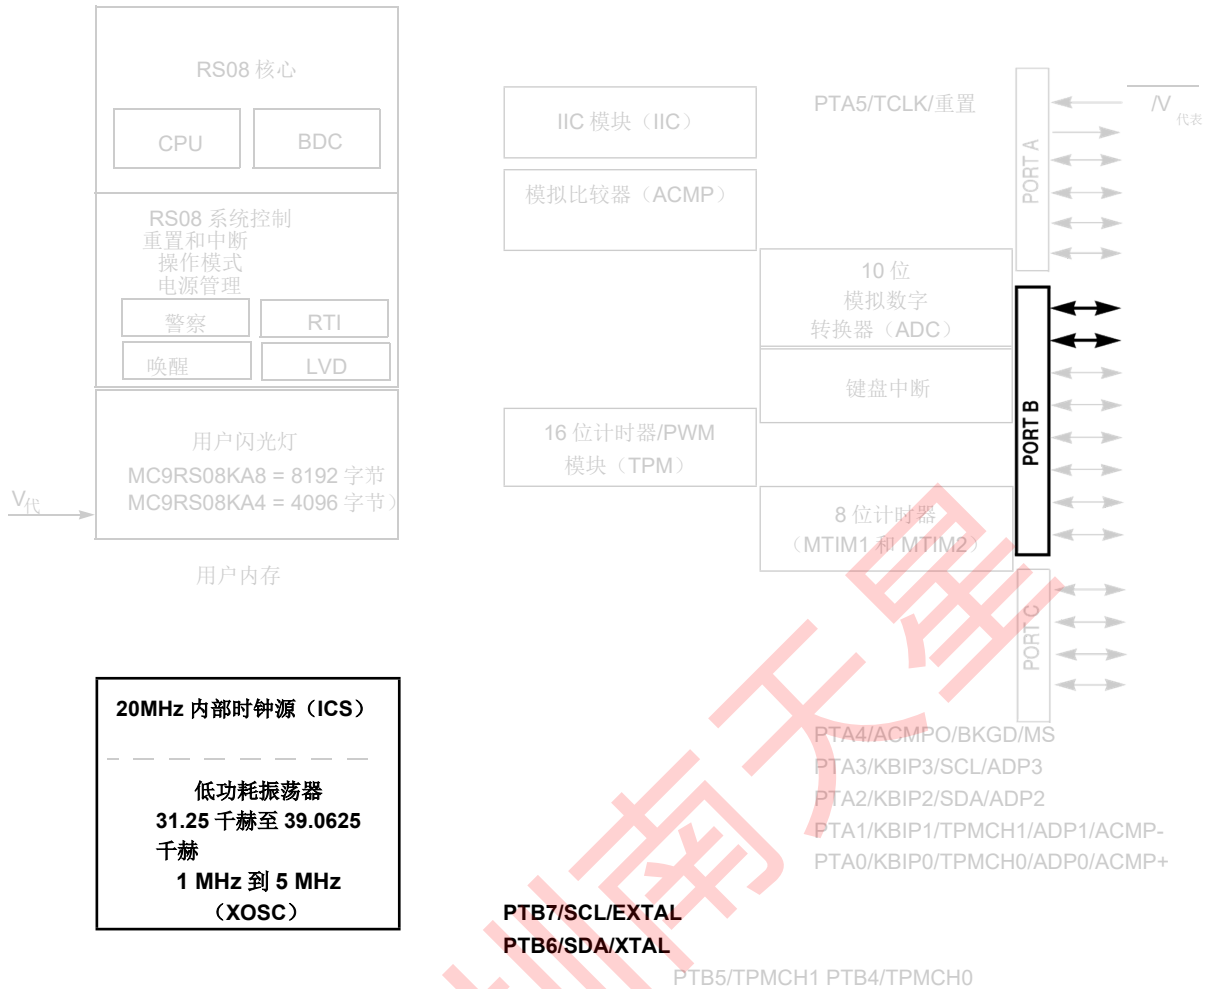 RS08 核心
CPU
BDC
RS08 系统控制
重置和中断
操作模式
电源管理
警察
RTI
唤醒
LVD
用户闪光灯
MC9RS08KA8 = 8192 字节
MC9RS08KA4 = 4096 字节）
V代
用户内存
20MHz 内部时钟源（ICS）
低功耗振荡器
31.25 千赫至 39.0625
千赫
1 MHz 到 5 MHz
（XOSC）
IIC 模块（IIC）
模拟比较器（ACMP）
10 位
模拟数字
转换器（ADC）
键盘中断
16 位计时器/PWM
模块（TPM）
8 位计时器
（MTIM1 和 MTIM2）
PTA5/TCLK/重置
/V代表
PORT A
PORT B
PORT C
PTA4/ACMPO/BKGD/MS
PTA3/KBIP3/SCL/ADP3
PTA2/KBIP2/SDA/ADP2
PTA1/KBIP1/TPMCH1/ADP1/ACMP-
PTA0/KBIP0/TPMCH0/ADP0/ACMP+
PTB7/SCL/EXTAL
PTB6/SDA/XTAL
PTB5/TPMCH1 PTB4/TPMCH0
南天星